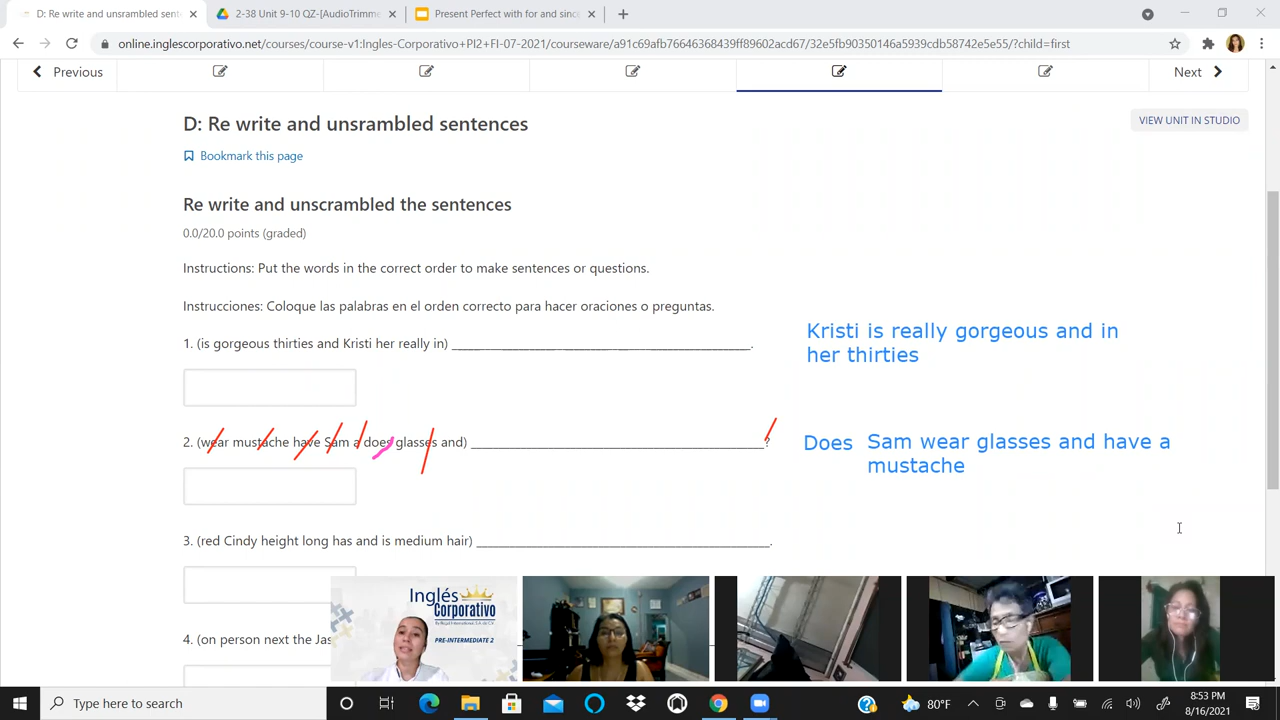 D: Re write and unsrambled sent
2-38 Unit 9-10 QZ-[AudioTrimme
Present Perfect with for and sinc
online.inglescorporativo.net/courses/course-v1:Ingles-Corporativo+PI2+FI-07-2021/courseware/a91c69afb76646368439ff89602acd67/32e5fb90350146a5939cdb58742e5e55/?child=first
Previous
Next
D: Re write and unsrambled sentences
VIEW UNIT IN STUDIO
Bookmark this page
Re write and unscrambled the sentences
0.0/20.0 points (graded)
Instructions: Put the words in the correct order to make sentences or questions.
Instrucciones: Coloque las palabras en el orden correcto para hacer oraciones o preguntas.
Kristi is really gorgeous and in
her thirties
1. (is gorgeous thirties and Kristi her really in) ______________________________.
2. (wear mustache have Sam a does glasses and) ______________________________?
Does Sam wear glasses and have a
mustache
3. (red Cindy height long has and is medium hair) ______________________________.
Inglés
Corporativo
PRE-INTERMEDIATE 2
4. (on person next the Jas
Type here to search
80°F
8:53 PM
8/16/2021